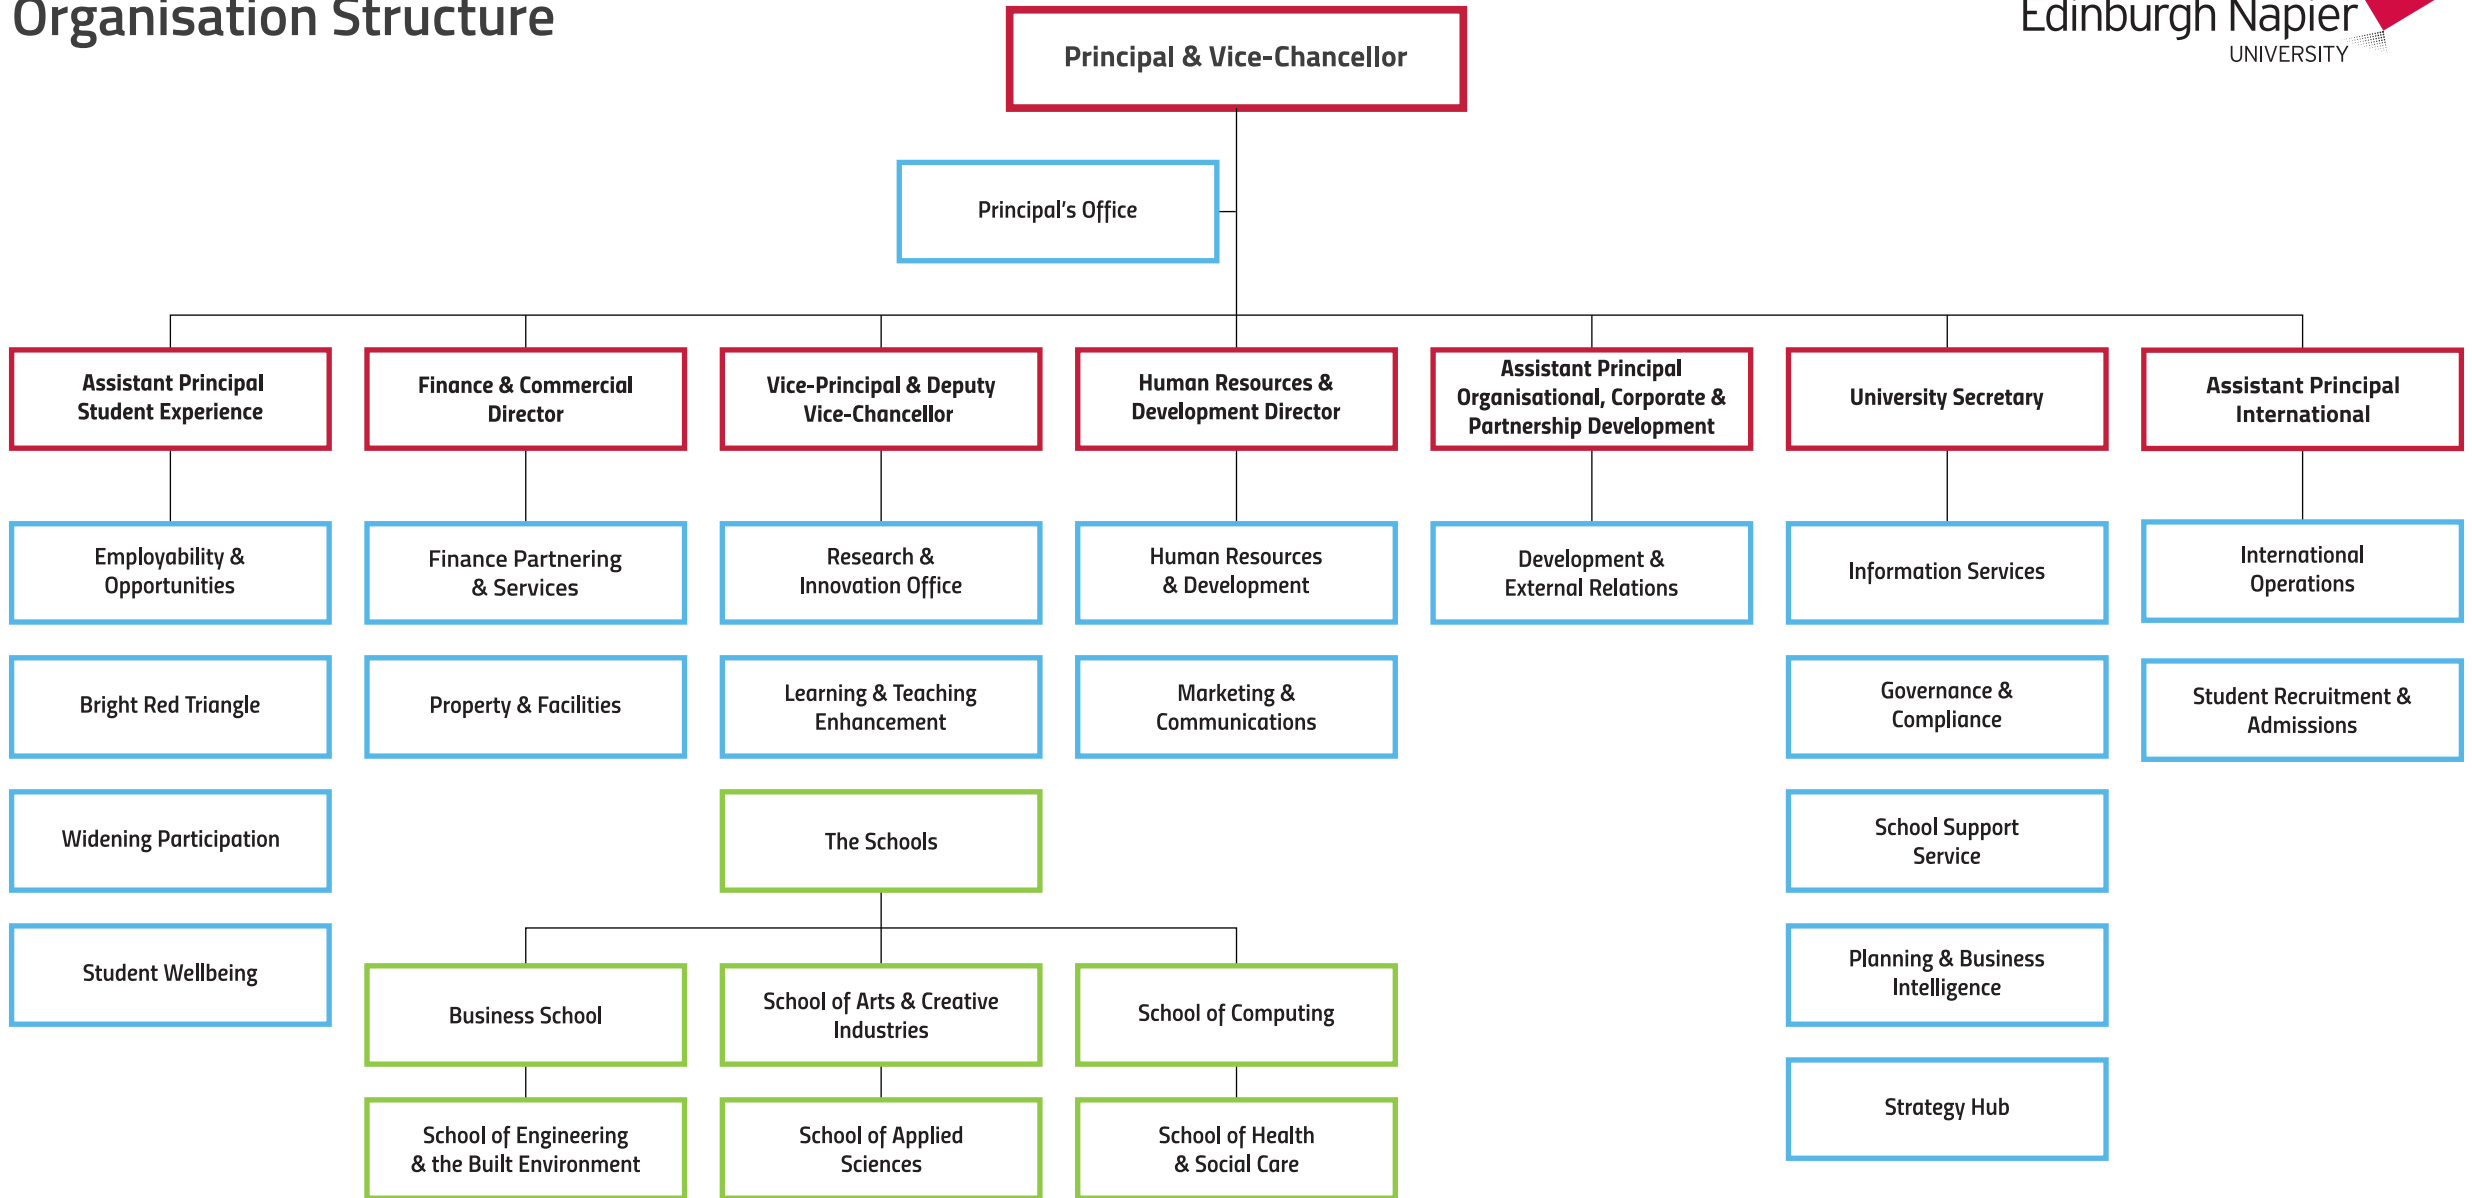 Organisation Structure
Edinburgh Napier
UNIVERSITY
Principal & Vice-Chancellor
Principal's Office
Assistant Principal
Student Experience
Finance & Commercial
Director
Vice-Principal & Deputy
Vice-Chancellor
Human Resources &
Development Director
Assistant Principal
Organisational, Corporate &
Partnership Development
University Secretary
Assistant Principal
International
Employability &
Opportunities
Finance Partnering
& Services
Research &
Innovation Office
Human Resources
& Development
Development &
External Relations
Information Services
International
Operations
Bright Red Triangle
Property & Facilities
Learning & Teaching
Enhancement
Marketing &
Communications
Governance &
Compliance
Student Recruitment &
Admissions
Widening Participation
The Schools
School Support
Service
Student Wellbeing
Business School
School of Arts & Creative
Industries
School of Computing
Planning & Business
Intelligence
School of Engineering
& the Built Environment
School of Applied
Sciences
School of Health
& Social Care
Strategy Hub